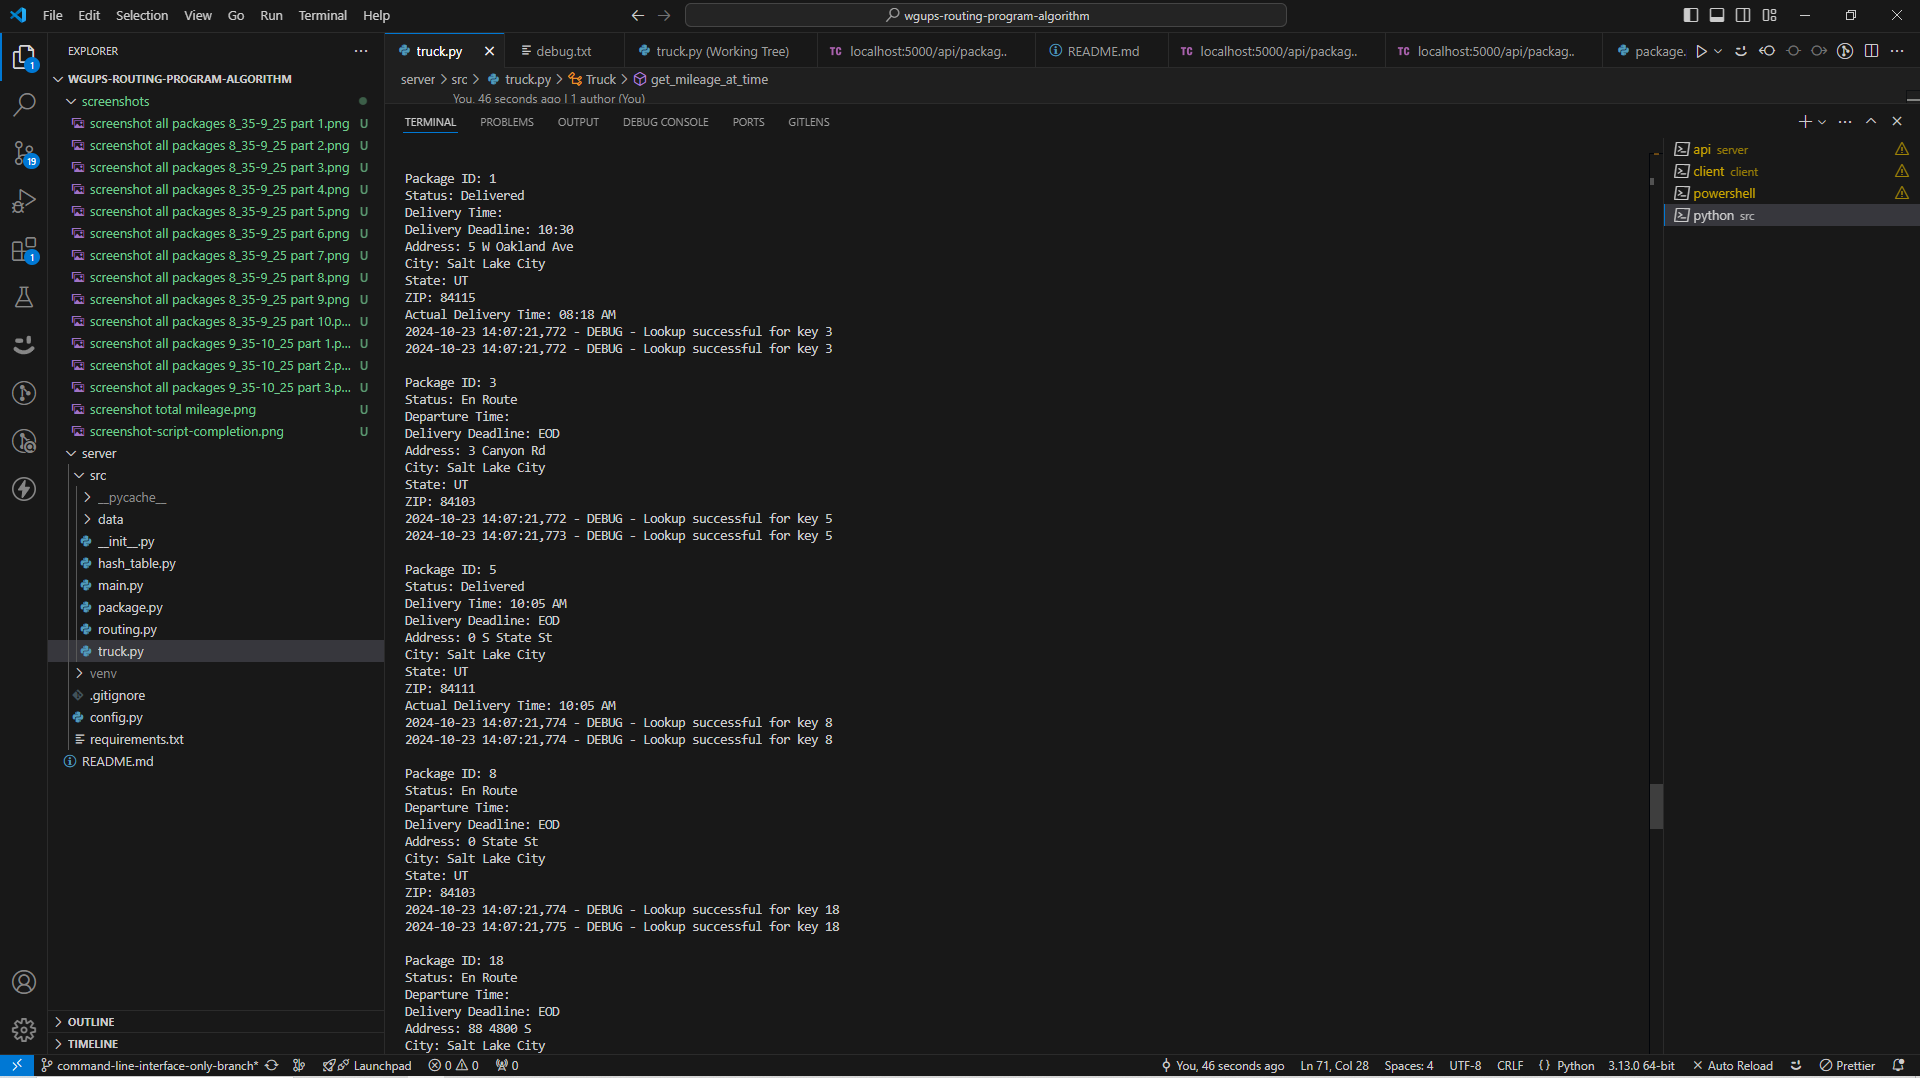 File Edit Selection View Go Run Terminal Help
wgups-routing-program-algorithm
EXPLORER
WGUPS-ROUTING-PROGRAM-ALGORITHM
screenshots
screenshot all packages 8_35-9_25 part 1.png U
screenshot all packages 8_35-9_25 part 2.png U
screenshot all packages 8_35-9_25 part 3.png U
screenshot all packages 8_35-9_25 part 4.png U
screenshot all packages 8_35-9_25 part 5.png U
screenshot all packages 8_35-9_25 part 6.png U
screenshot all packages 8_35-9_25 part 7.png U
screenshot all packages 8_35-9_25 part 8.png U
screenshot all packages 8_35-9_25 part 9.png U
screenshot all packages 8_35-9_25 part 10.p... U
screenshot all packages 9_35-10_25 part 1.p... U
screenshot all packages 9_35-10_25 part 2.p... U
screenshot all packages 9_35-10_25 part 3.p... U
screenshot total mileage.png U
screenshot-script-completion.png U
server
src
__pycache__
data
__init__.py
hash_table.py
main.py
package.py
routing.py
truck.py
venv
.gitignore
config.py
requirements.txt
README.md
OUTLINE
TIMELINE
1
19
1
truck.py
debug.txt
truck.py (Working Tree)
TC localhost:5000/api/packag..
README.md
TC localhost:5000/api/packag..
TC localhost:5000/api/packag..
package.
server > src > truck.py > Truck > get_mileage_at_time
You, 46 seconds ago | 1 author (You)
TERMINAL PROBLEMS OUTPUT DEBUG CONSOLE PORTS GITLENS
Package ID: 1
Status: Delivered
Delivery Time:
Delivery Deadline: 10:30
Address: 5 W Oakland Ave
City: Salt Lake City
State: UT
ZIP: 84115
Actual Delivery Time: 08:18 AM
2024-10-23 14:07:21,772 - DEBUG - Lookup successful for key 3
2024-10-23 14:07:21,772 - DEBUG - Lookup successful for key 3
Package ID: 3
Status: En Route
Departure Time:
Delivery Deadline: EOD
Address: 3 Canyon Rd
City: Salt Lake City
State: UT
ZIP: 84103
2024-10-23 14:07:21,772 - DEBUG - Lookup successful for key 5
2024-10-23 14:07:21,773 - DEBUG - Lookup successful for key 5
Package ID: 5
Status: Delivered
Delivery Time: 10:05 AM
Delivery Deadline: EOD
Address: 0 S State St
City: Salt Lake City
State: UT
ZIP: 84111
Actual Delivery Time: 10:05 AM
2024-10-23 14:07:21,774 - DEBUG - Lookup successful for key 8
2024-10-23 14:07:21,774 - DEBUG - Lookup successful for key 8
Package ID: 8
Status: En Route
Departure Time:
Delivery Deadline: EOD
Address: 0 State St
City: Salt Lake City
State: UT
ZIP: 84103
2024-10-23 14:07:21,774 - DEBUG - Lookup successful for key 18
2024-10-23 14:07:21,775 - DEBUG - Lookup successful for key 18
Package ID: 18
Status: En Route
Departure Time:
Delivery Deadline: EOD
Address: 88 4800 S
City: Salt Lake City
api server
client client
powershell
python src
command-line-interface-only-branch* Launchpad 0 0 0
You, 46 seconds ago Ln 71, Col 28 Spaces: 4 UTF-8 CRLF { } Python 3.13.0 64-bit Auto Reload Prettier